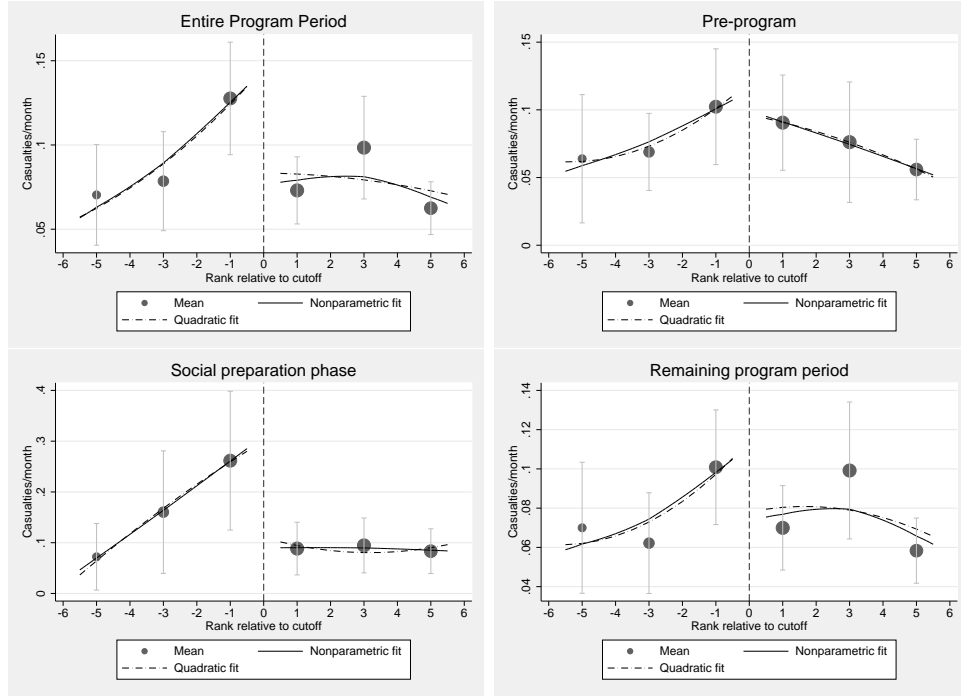 Entire Program Period
Casualties/month
.15
.1
.05
-6 -5 -4 -3 -2 -1 0 1 2 3 4 5 6
Rank relative to cutoff
Mean Nonparametric fit
Quadratic fit
Pre-program
Casualties/month
.15
.1
.05
0
-6 -5 -4 -3 -2 -1 0 1 2 3 4 5 6
Rank relative to cutoff
Mean Nonparametric fit
Quadratic fit
Social preparation phase
Casualties/month
.4
.3
.2
.1
0
-6 -5 -4 -3 -2 -1 0 1 2 3 4 5 6
Rank relative to cutoff
Mean Nonparametric fit
Quadratic fit
Remaining program period
Casualties/month
.14
.12
.1
.08
.06
.04
-6 -5 -4 -3 -2 -1 0 1 2 3 4 5 6
Rank relative to cutoff
Mean Nonparametric fit
Quadratic fit